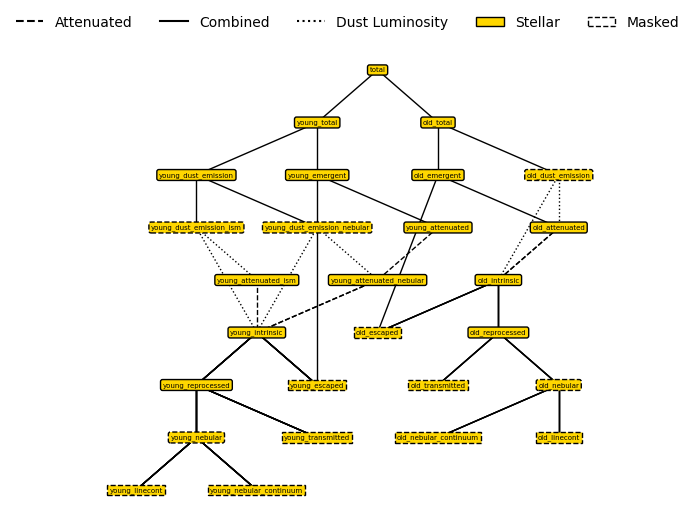 Attenuated Combined Dust Luminosity Stellar Masked
total
young_total old_total
young_dust_emission young_emergent old_emergent old_dust_emission
young_dust_emission_ism young_dust_emission_nebular young_attenuated old_attenuated
young_attenuated_ism young_attenuated_nebular old_intrinsic
young_intrinsic old_escaped old_reprocessed
young_reprocessed young_escaped old_transmitted old_nebular
young_nebular young_transmitted old_nebular_continuum old_linecont
young_linecont young_nebular_continuum